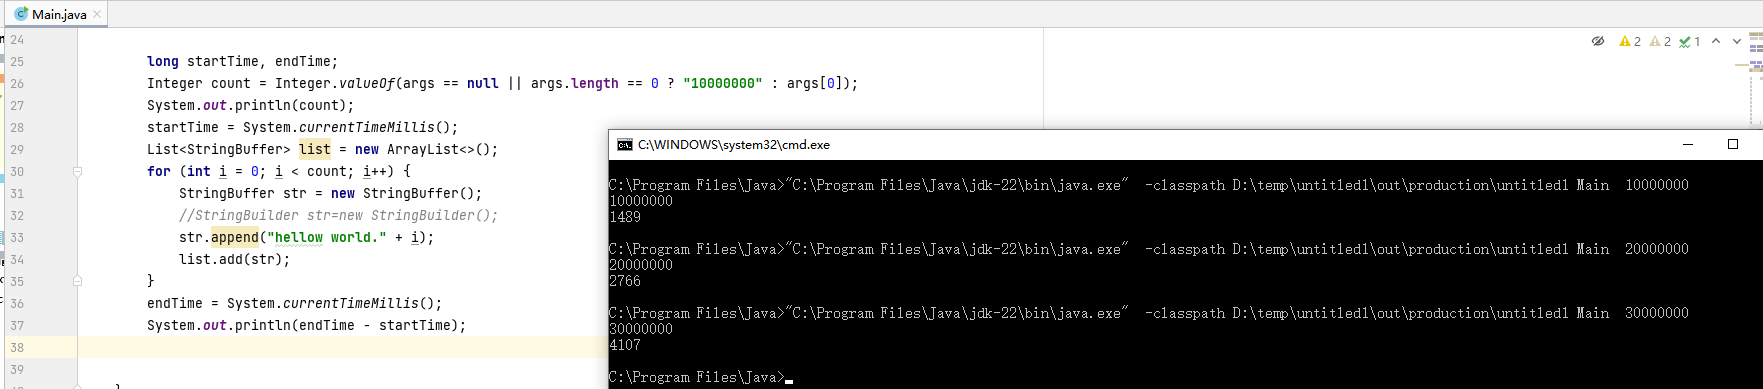 Main.java
24
25 long startTime, endTime;
26 Integer count = Integer.valueOf(args == null || args.length == 0 ? "10000000" : args[0]);
27 System.out.println(count);
28 startTime = System.currentTimeMillis();
29 List<StringBuffer> list = new ArrayList<>();
30 for (int i = 0; i < count; i++) {
31 StringBuffer str = new StringBuffer();
32 //StringBuilder str=new StringBuilder();
33 str.append("hellow world." + i);
34 list.add(str);
35 }
36 endTime = System.currentTimeMillis();
37 System.out.println(endTime - startTime);
38
39
2 2 1
C:\WINDOWS\system32\cmd.exe
C:\Program Files\Java>"C:\Program Files\Java\jdk-22\bin\java.exe" -classpath D:\temp\untitled1\out\production\untitled1 Main 10000000
10000000
1489
C:\Program Files\Java>"C:\Program Files\Java\jdk-22\bin\java.exe" -classpath D:\temp\untitled1\out\production\untitled1 Main 20000000
20000000
2766
C:\Program Files\Java>"C:\Program Files\Java\jdk-22\bin\java.exe" -classpath D:\temp\untitled1\out\production\untitled1 Main 30000000
30000000
4107
C:\Program Files\Java>